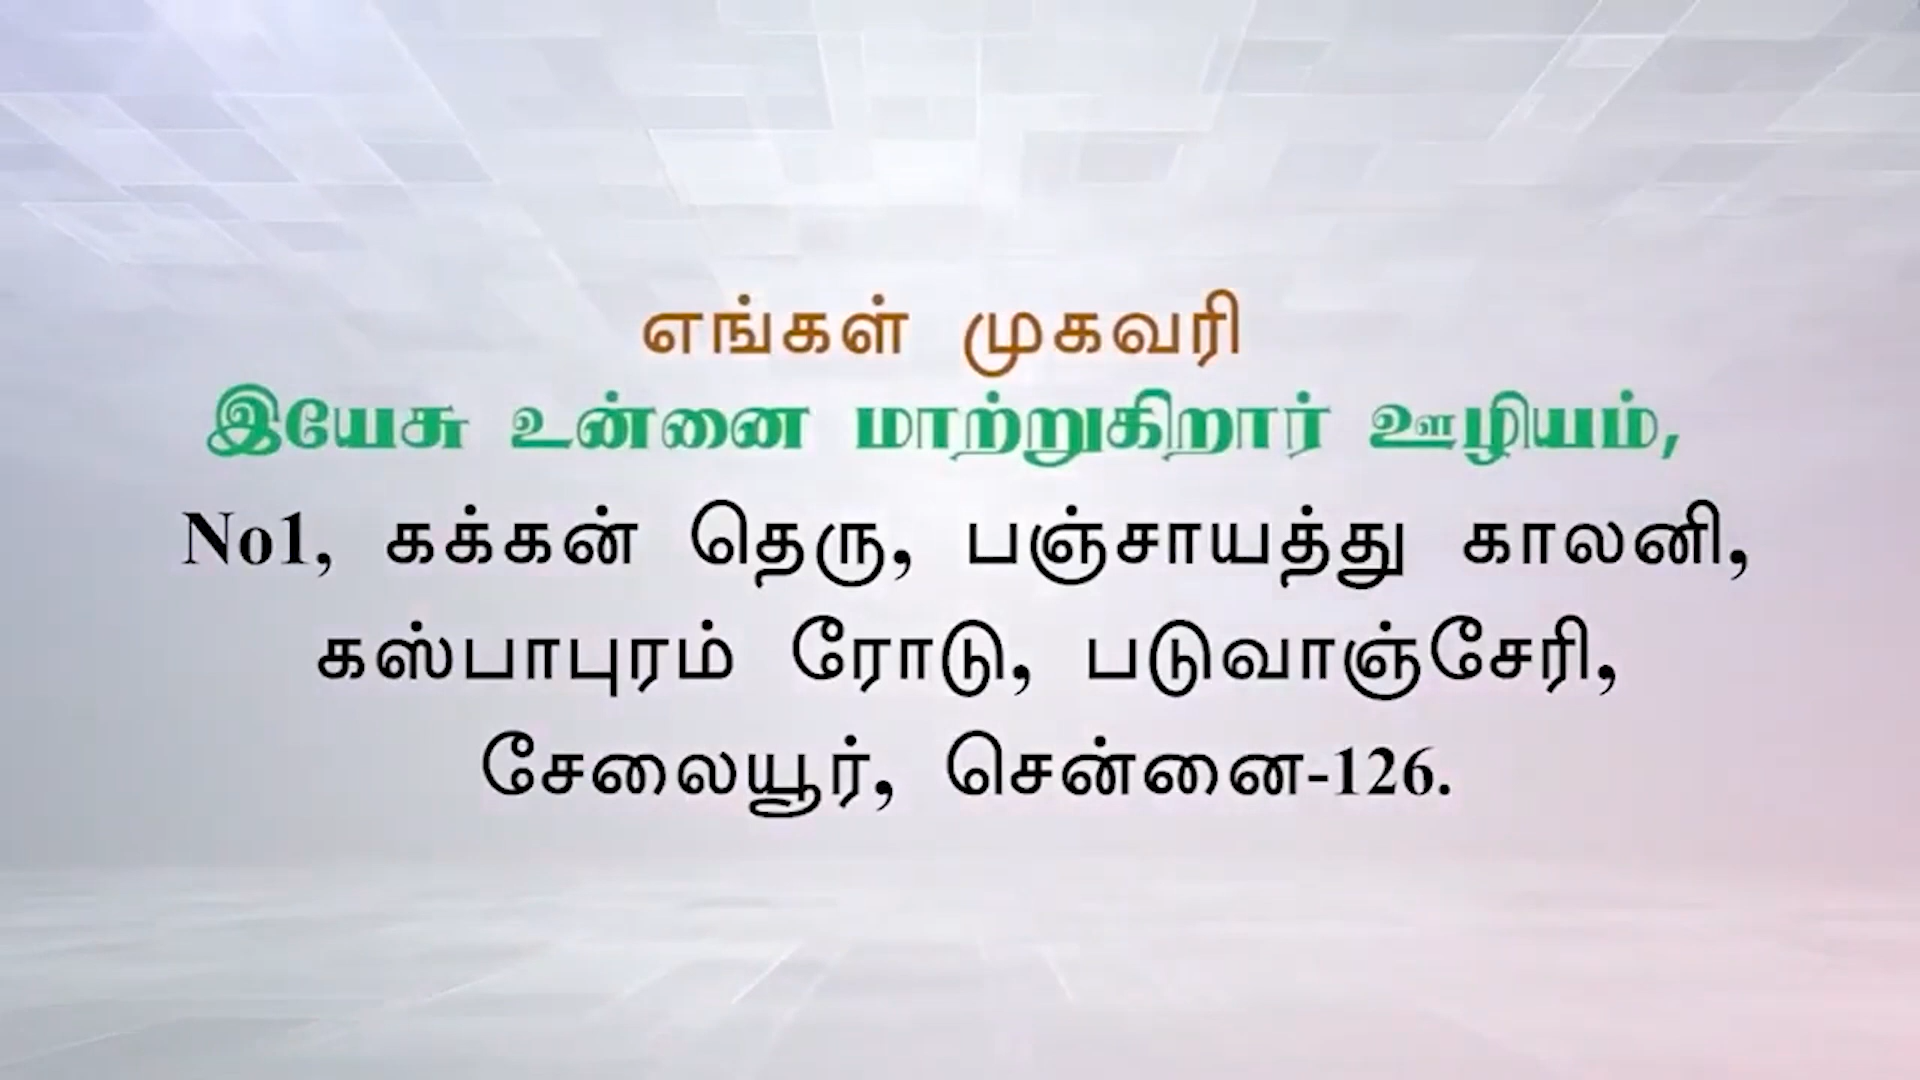 எங்கள் முகவரி
இயேசு உன்னை மாற்றுகிறார் ஊழியம்,
No1, கக்கன் தெரு, பஞ்சாயத்து காலனி,
கஸ்பாபுரம் ரோடு, படுவாஞ்சேரி,
சேலையூர், சென்னை-126.